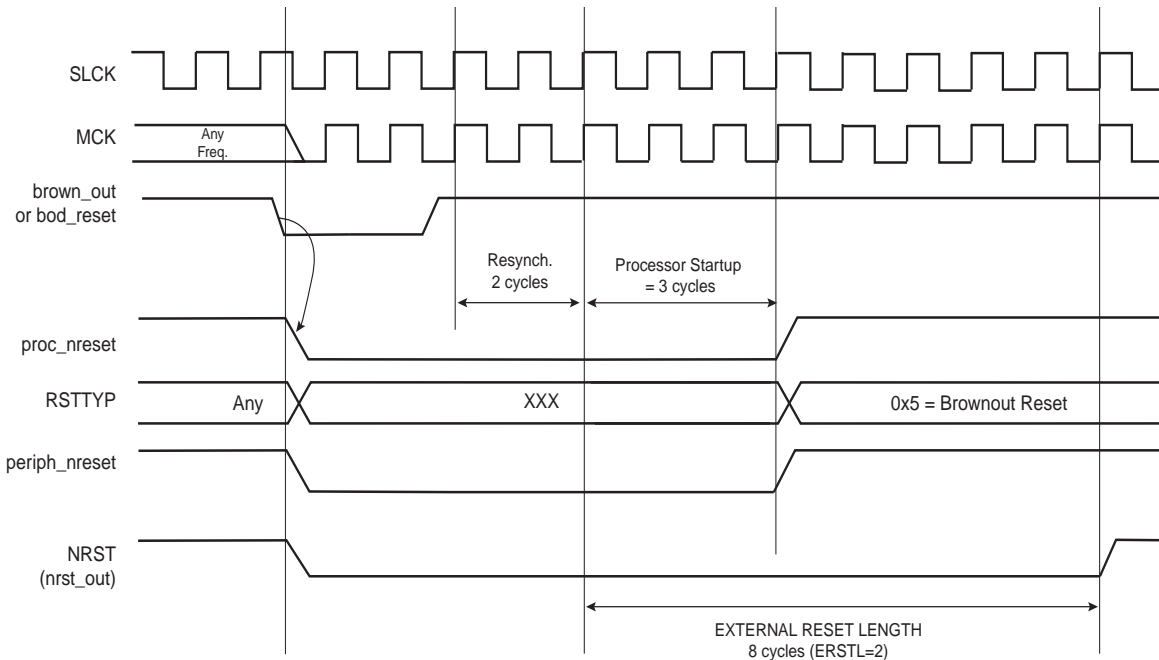 SLCK
MCK
Any
Freq.
brown_out
or bod_reset
Resynch.
2 cycles
Processor Startup
= 3 cycles
proc_nreset
RSTTYP
Any
XXX
0x5 = Brownout Reset
periph_nreset
NRST
(nrst_out)
EXTERNAL RESET LENGTH
8 cycles (ERSTL=2)